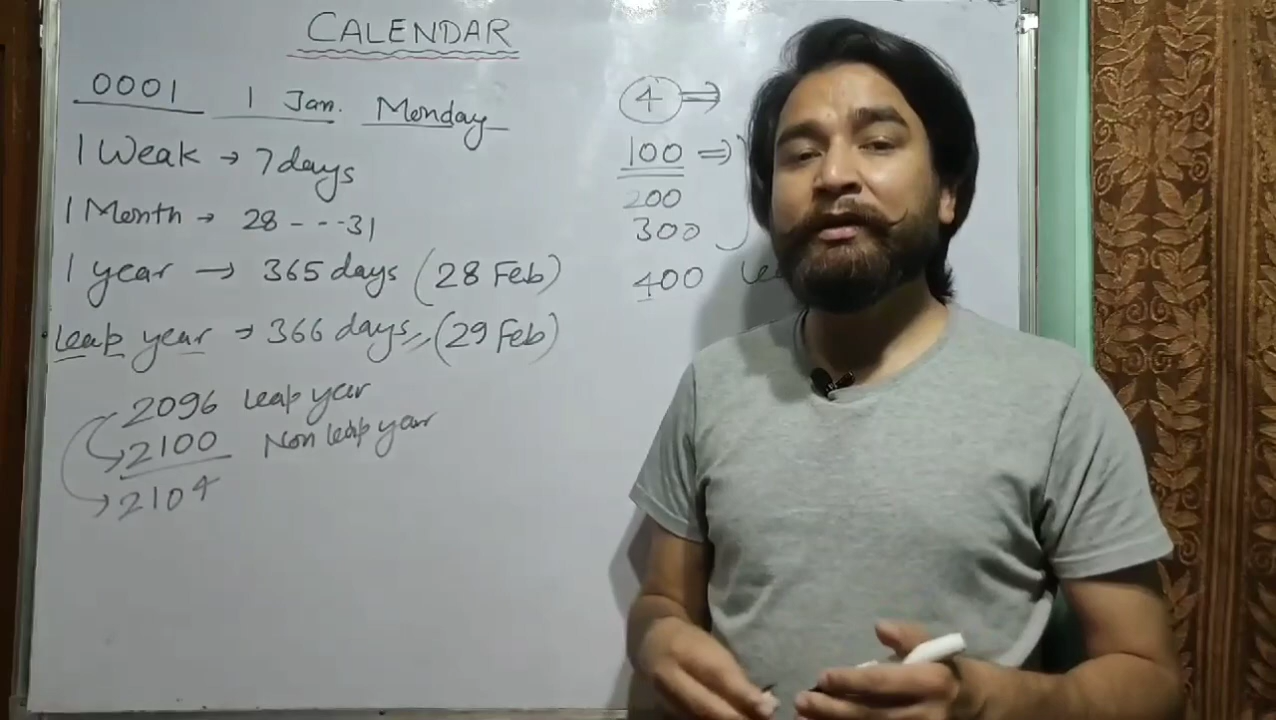 CALENDAR
0001 1 Jan. Monday
1 Weak → 7 days
1 Month → 28 - - - 31
1 year → 365 days (28 Feb)
Leap year → 366 days,, (29 Feb)
2096 leap year
2100 Non leap year
2104
4 ⇒
100 ⇒
200
300
400